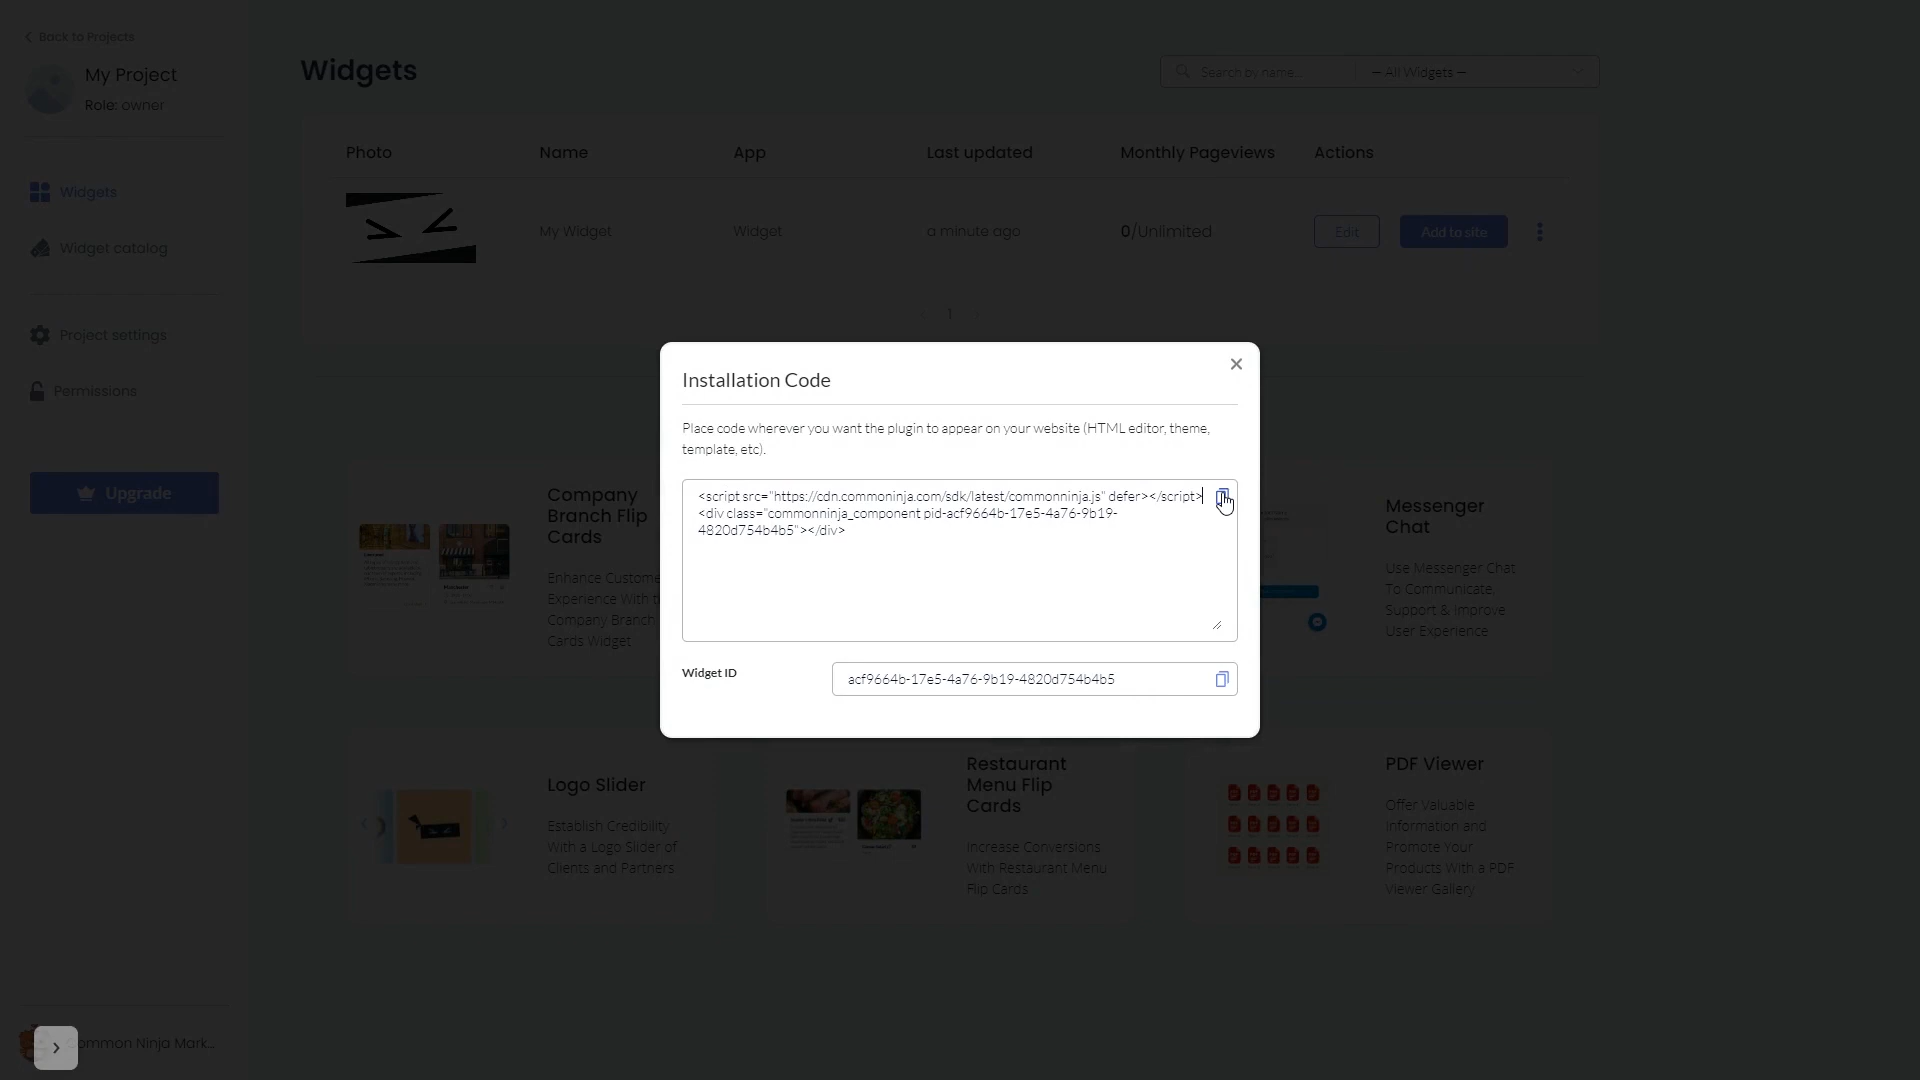 Back to Projects
My Project
Role: owner
Widgets
Widget catalog
Project settings
Permissions
Upgrade
Common Ninja Mark...
Widgets
Search by name...
— All Widgets —
Photo
Name
App
Last updated
Monthly Pageviews
Actions
My Widget
Widget
a minute ago
0/Unlimited
Edit
Add to site
1
Installation Code
Place code wherever you want the plugin to appear on your website (HTML editor, theme,
template, etc).
<script src="https://cdn.commoninja.com/sdk/latest/commonninja.js" defer></script>
<div class="commonninja_component pid-acf9664b-17e5-4a76-9b19-
4820d754b4b5"></div>
Widget ID
acf9664b-17e5-4a76-9b19-4820d754b4b5
Company
Branch Flip
Cards
Enhance Custome
Experience With
Company Branch
Cards Widget
Messenger
Chat
Use Messenger Chat
To Communicate,
Support & Improve
User Experience
Logo Slider
Establish Credibility
With a Logo Slider of
Clients and Partners
Restaurant
Menu Flip
Cards
Increase Conversions
With Restaurant Menu
Flip Cards
PDF Viewer
Offer Valuable
Information and
Promote Your
Products With a PDF
Viewer Gallery